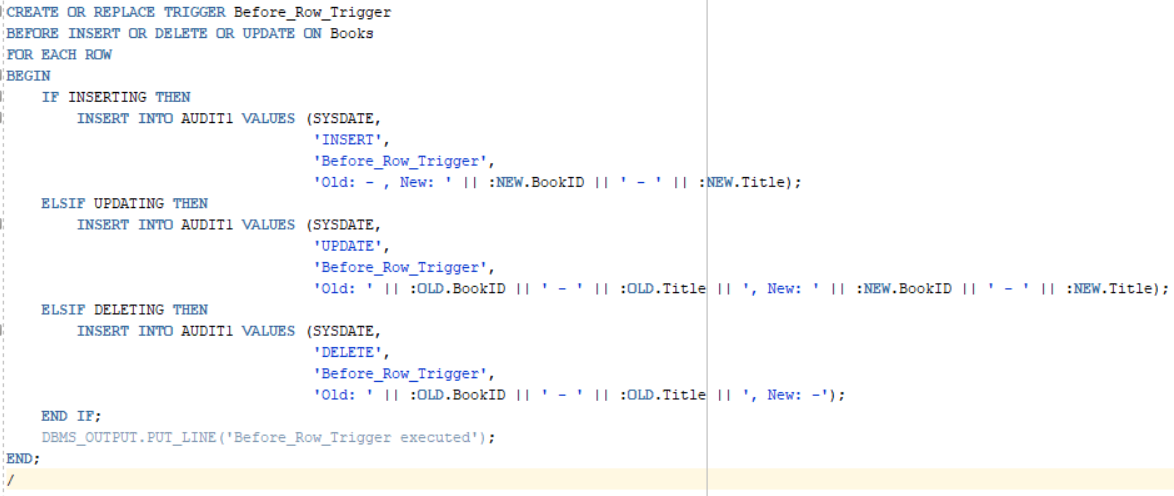 CREATE OR REPLACE TRIGGER Before_Row_Trigger
BEFORE INSERT OR DELETE OR UPDATE ON Books
FOR EACH ROW
BEGIN
    IF INSERTING THEN
        INSERT INTO AUDIT1 VALUES (SYSDATE,
                                   'INSERT',
                                   'Before_Row_Trigger',
                                   'Old: - , New: ' || :NEW.BookID || ' - ' || :NEW.Title);
    ELSIF UPDATING THEN
        INSERT INTO AUDIT1 VALUES (SYSDATE,
                                   'UPDATE',
                                   'Before_Row_Trigger',
                                   'Old: ' || :OLD.BookID || ' - ' || :OLD.Title || ', New: ' || :NEW.BookID || ' - ' || :NEW.Title);
    ELSIF DELETING THEN
        INSERT INTO AUDIT1 VALUES (SYSDATE,
                                   'DELETE',
                                   'Before_Row_Trigger',
                                   'Old: ' || :OLD.BookID || ' - ' || :OLD.Title || ', New: -');
    END IF;
    DBMS_OUTPUT.PUT_LINE('Before_Row_Trigger executed');
END;
/